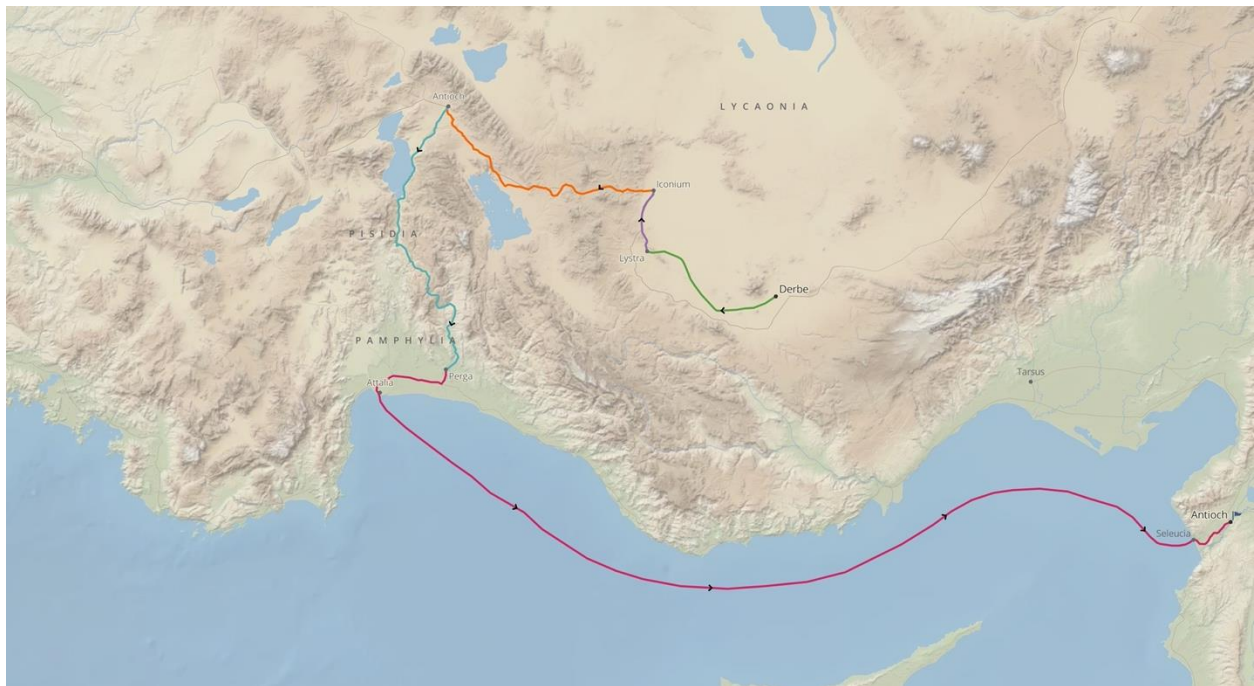 Antioch
LYCAONIA
Iconium
PISIDIA
Lystra
Derbe
PAMPHYLIA
Tarsus
Perga
Attalia
Antioch
Seleucia